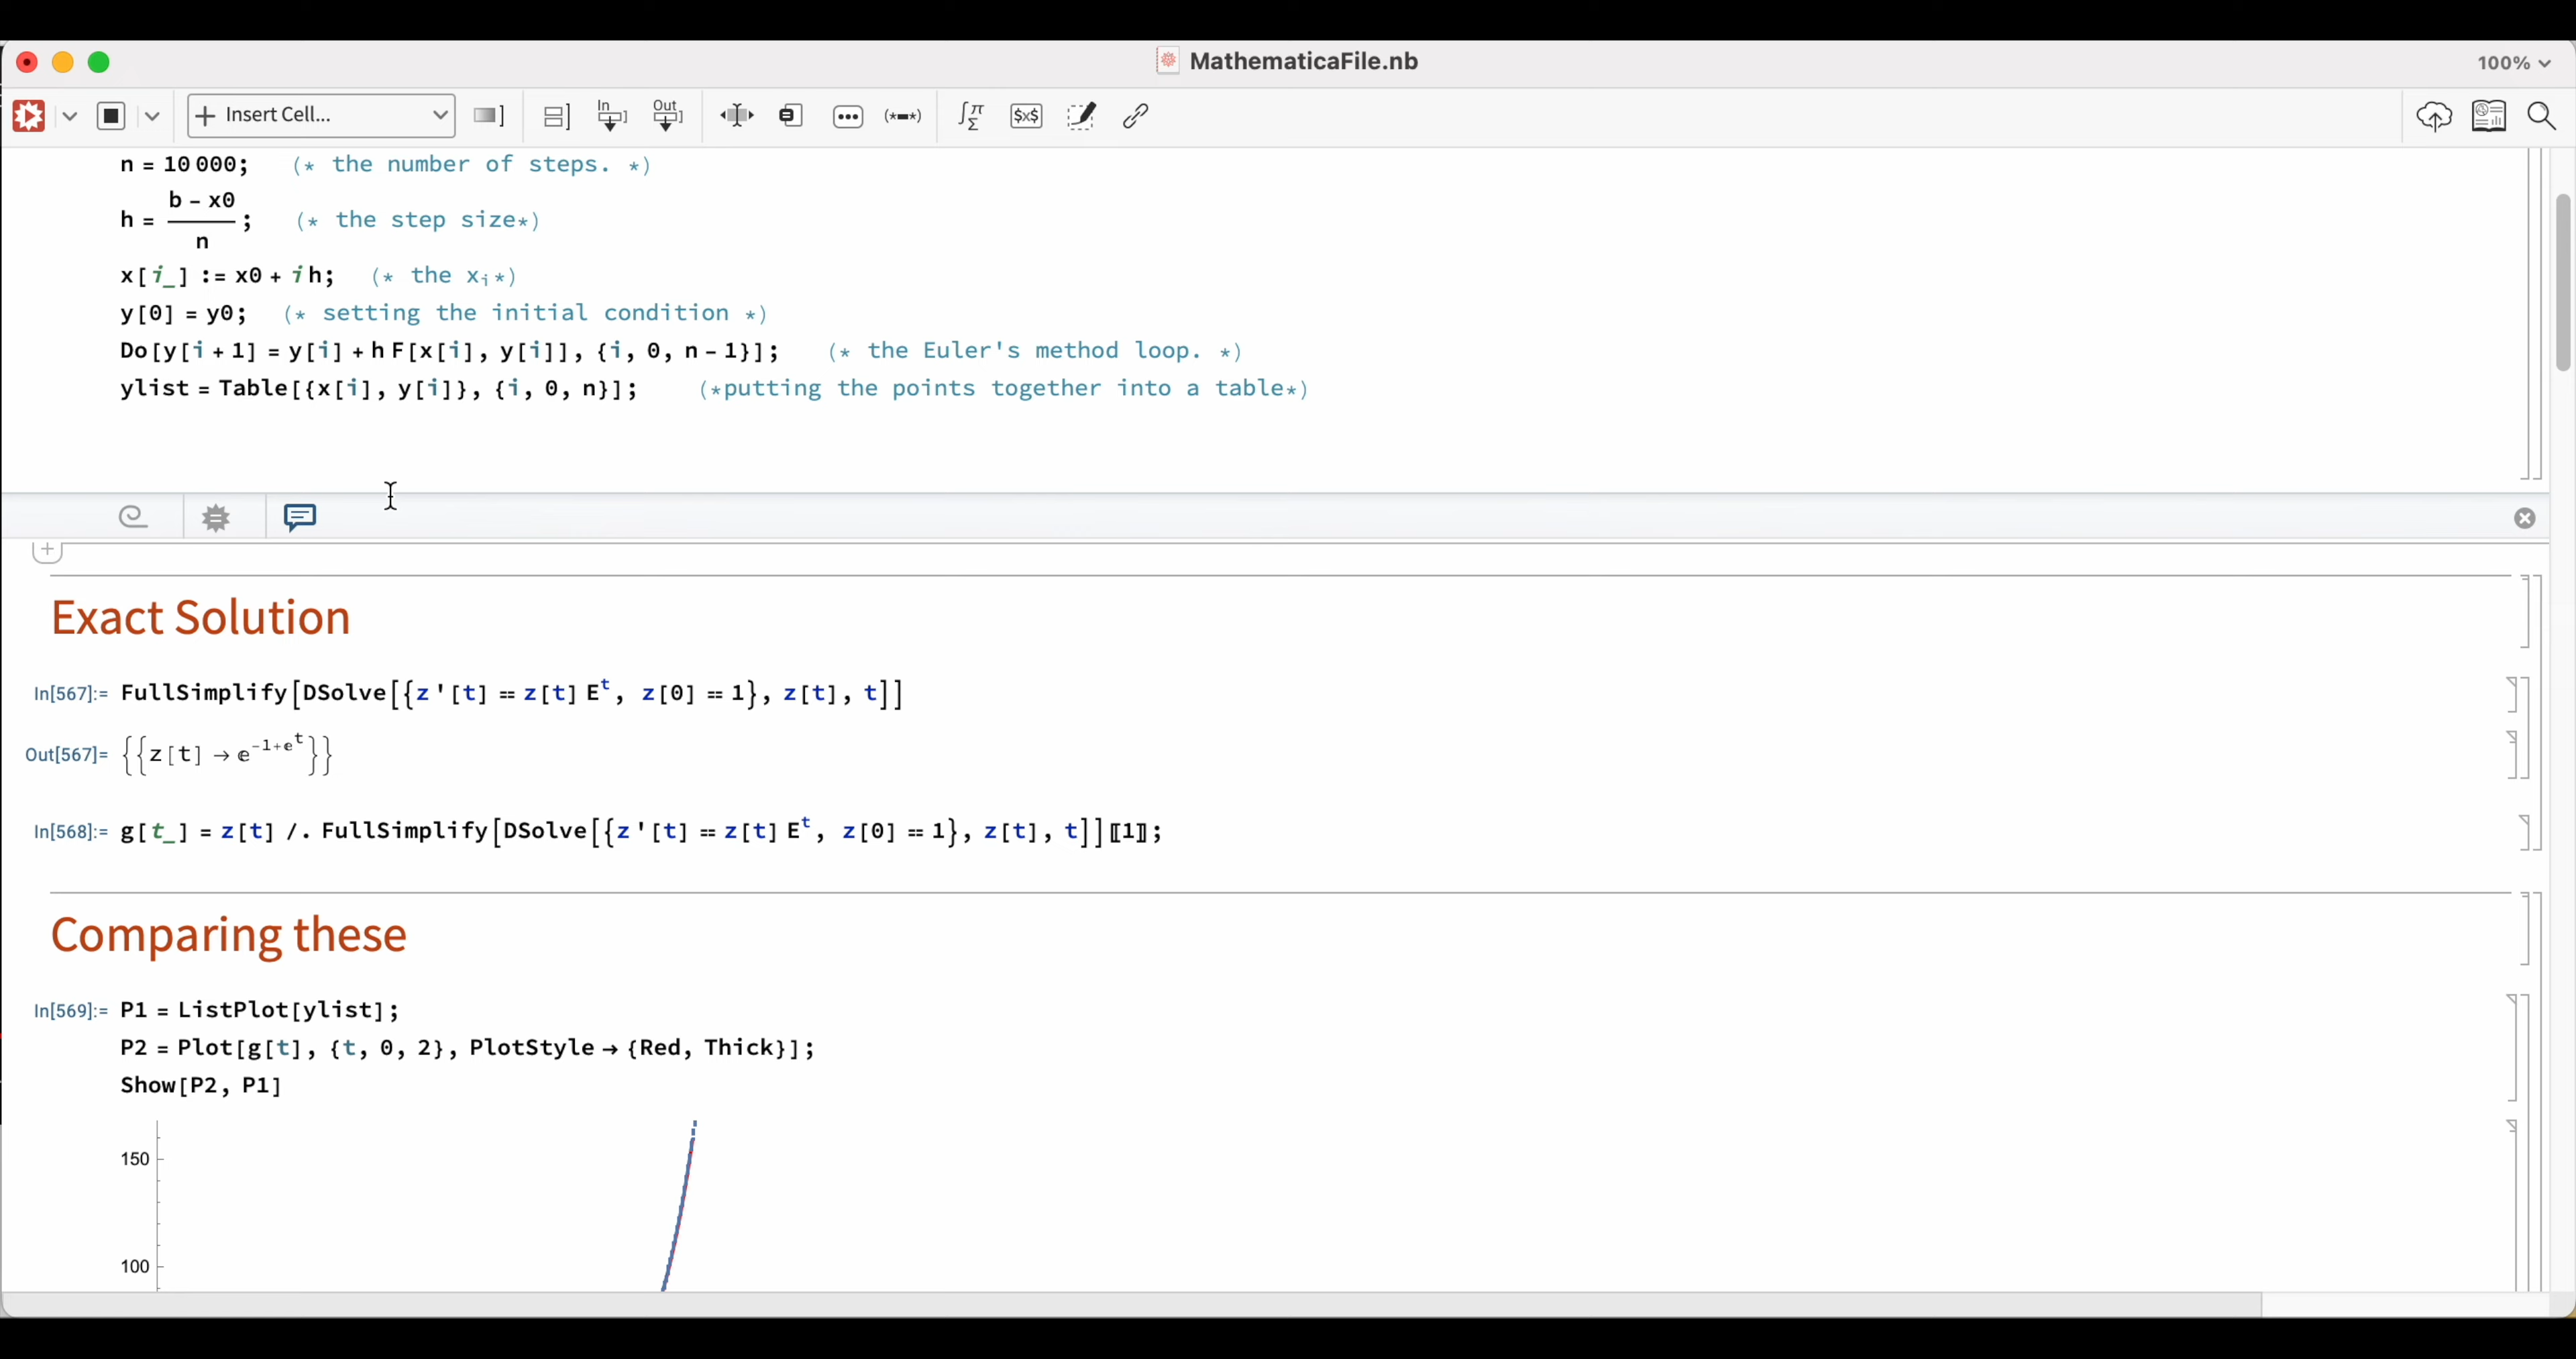 MathematicaFile.nb
100%
Insert Cell...
In
Out
$x$
n = 10 000; (* the number of steps. *)
h = (b - x0)/n; (* the step size*)
x[i_] := x0 + i h; (* the xᵢ*)
y[0] = y0; (* setting the initial condition *)
Do[y[i + 1] = y[i] + h F[x[i], y[i]], {i, 0, n - 1}]; (* the Euler's method loop. *)
ylist = Table[{x[i], y[i]}, {i, 0, n}]; (*putting the points together into a table*)
Exact Solution
In[567]:= FullSimplify[DSolve[{z'[t] == z[t] E^t, z[0] == 1}, z[t], t]]
Out[567]= {{z[t] → ⅇ^(-1+ⅇ^t)}}
In[568]:= g[t_] = z[t] /. FullSimplify[DSolve[{z'[t] == z[t] E^t, z[0] == 1}, z[t], t]]〚1〛;
Comparing these
In[569]:= P1 = ListPlot[ylist];
P2 = Plot[g[t], {t, 0, 2}, PlotStyle → {Red, Thick}];
Show[P2, P1]
150
100